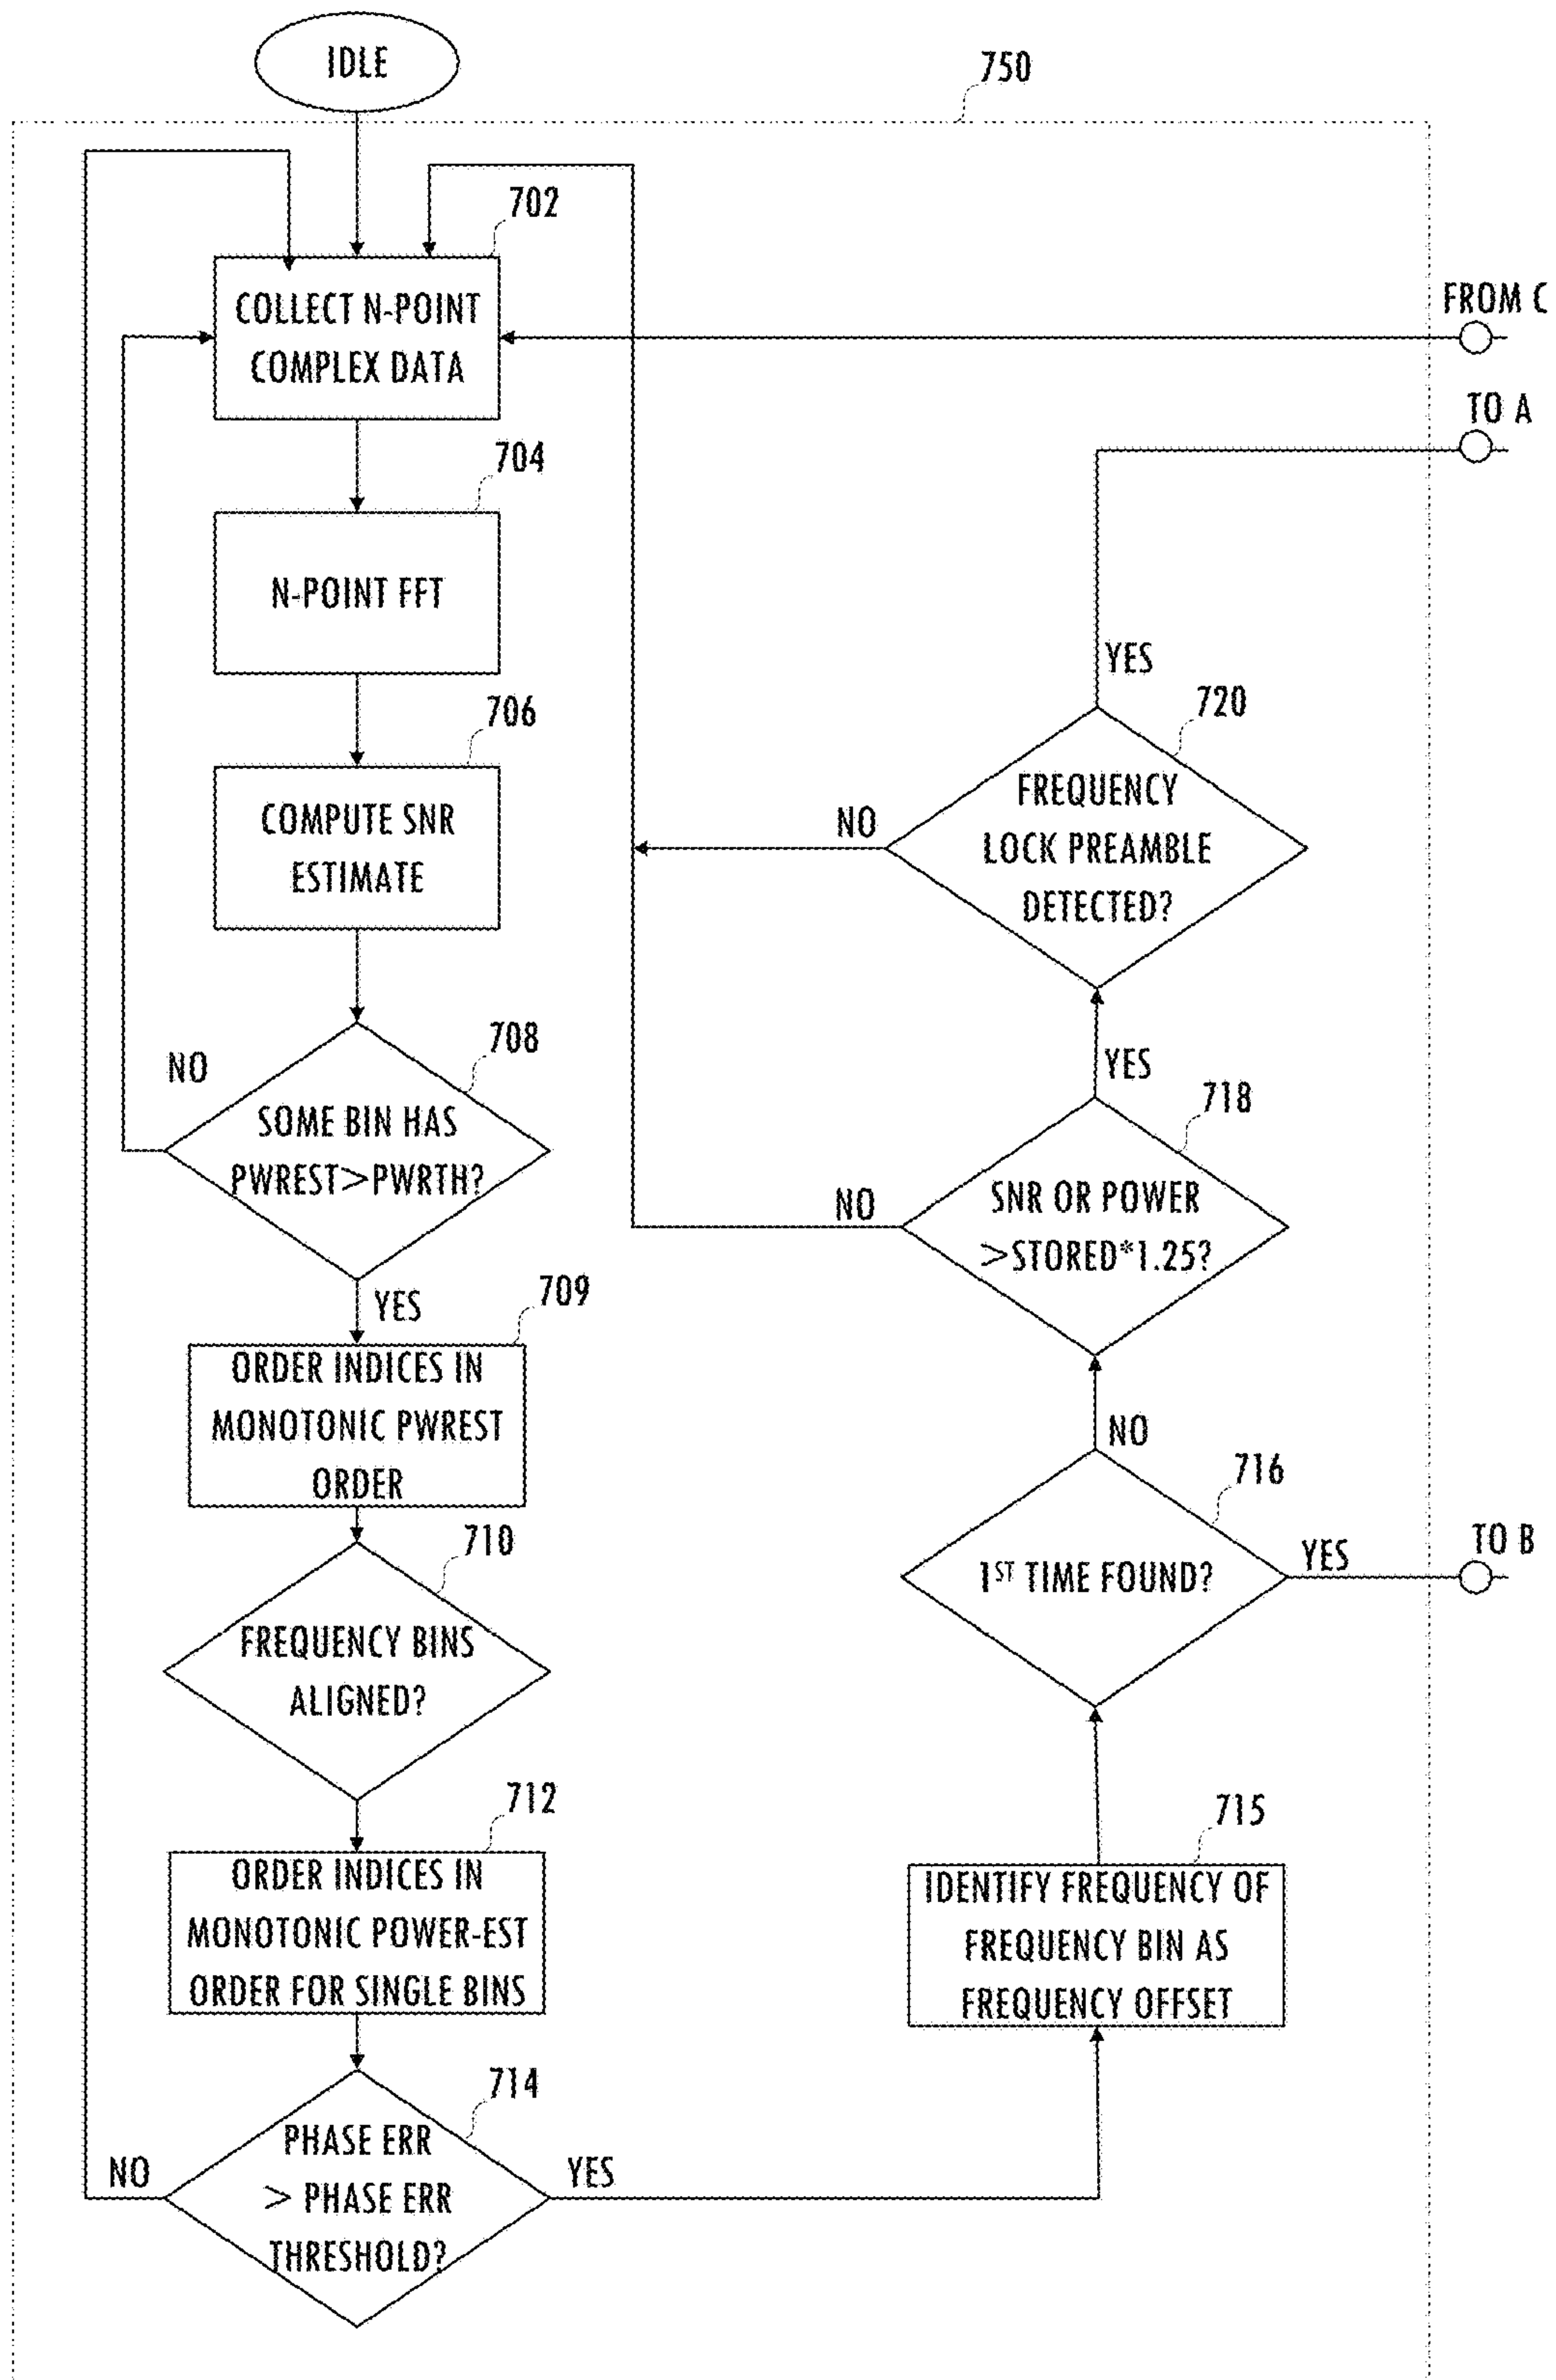 IDLE
750
702
COLLECT N-POINT
COMPLEX DATA
FROM C
TO A
704
N-POINT FFT
706
COMPUTE SNR
ESTIMATE
708
NO
SOME BIN HAS
PWREST>PWRTH?
YES
709
ORDER INDICES IN
MONOTONIC PWREST
ORDER
710
FREQUENCY BINS
ALIGNED?
712
ORDER INDICES IN
MONOTONIC POWER-EST
ORDER FOR SINGLE BINS
714
PHASE ERR
> PHASE ERR
THRESHOLD?
NO
YES
715
IDENTIFY FREQUENCY OF
FREQUENCY BIN AS
FREQUENCY OFFSET
716
1ST TIME FOUND?
YES
TO B
NO
718
SNR OR POWER
>STORED*1.25?
NO
YES
720
FREQUENCY
LOCK PREAMBLE
DETECTED?
NO
YES